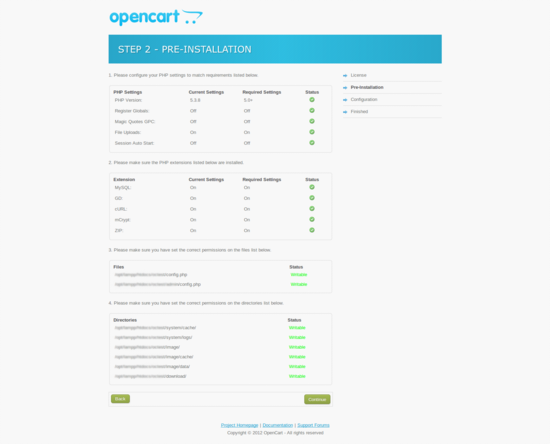 opencart
STEP 2 - PRE-INSTALLATION
1. Please configure your PHP settings to match requirements listed below.
PHP Settings Current Settings Required Settings Status
PHP Version: 5.3.8 5.0+
Register Globals: Off Off
Magic Quotes GPC: Off Off
File Uploads: On On
Session Auto Start: Off Off
2. Please make sure the PHP extensions listed below are installed.
Extension Current Settings Required Settings Status
MySQL: On On
GD: On On
cURL: On On
mCrypt: On On
ZIP: On On
3. Please make sure you have set the correct permissions on the files list below.
Files Status
config.php Writable
config.php Writable
4. Please make sure you have set the correct permissions on the directories list below.
Directories Status
/system/cache/ Writable
/system/logs/ Writable
/image/ Writable
/image/cache/ Writable
/image/data/ Writable
/download/ Writable
Back Continue
License
Pre-Installation
Configuration
Finished
Project Homepage | Documentation | Support Forums
Copyright © 2012 OpenCart - All rights reserved